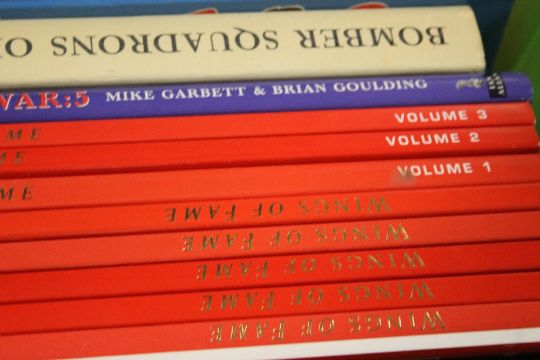 BOMBER SQUADRONS O
WAR:5 MIKE GARBETT & BRIAN GOULDING
AME VOLUME 3
ME VOLUME 2
ME VOLUME 1
WINGS OF FAME
WINGS OF FAME
WINGS OF FAME
WINGS OF FAME
WINGS OF FAME